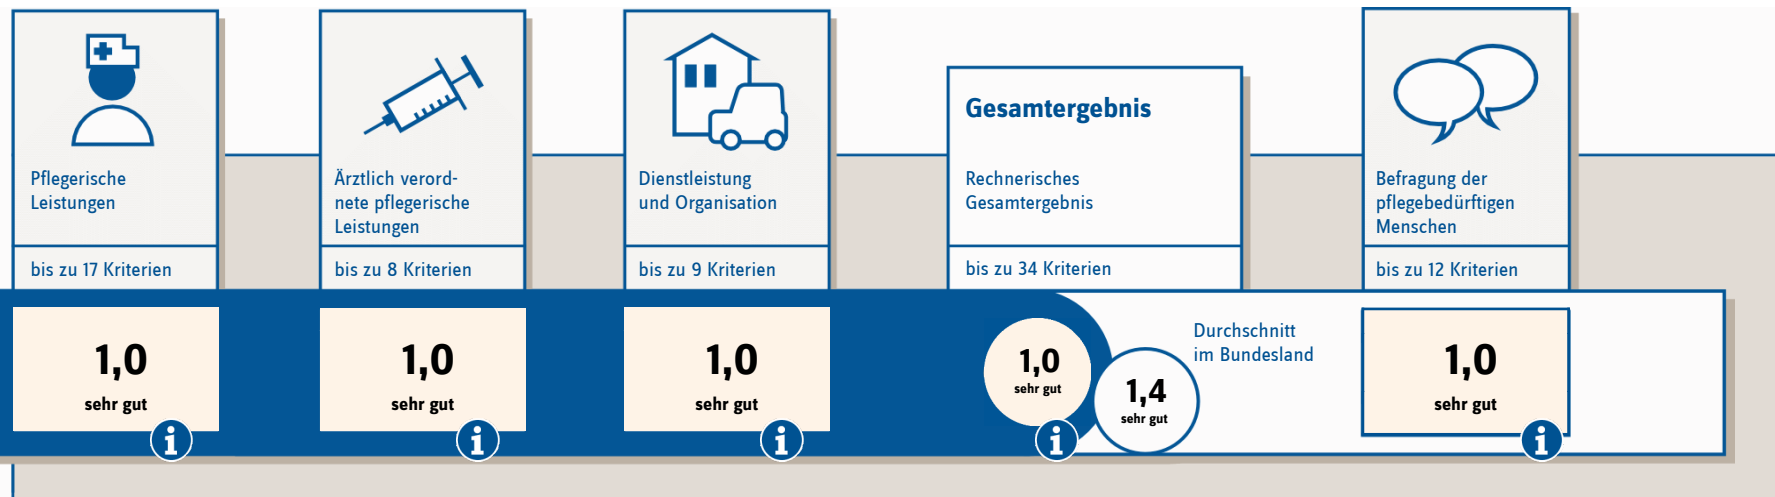 Pflegerische
Leistungen
bis zu 17 Kriterien
1,0
sehr gut
i
Ärztlich verord-
nete pflegerische
Leistungen
bis zu 8 Kriterien
1,0
sehr gut
i
Dienstleistung
und Organisation
bis zu 9 Kriterien
1,0
sehr gut
i
Gesamtergebnis
Rechnerisches
Gesamtergebnis
bis zu 34 Kriterien
1,0
sehr gut
i
1,4
sehr gut
Durchschnitt
im Bundesland
Befragung der
pflegebedürftigen
Menschen
bis zu 12 Kriterien
1,0
sehr gut
i